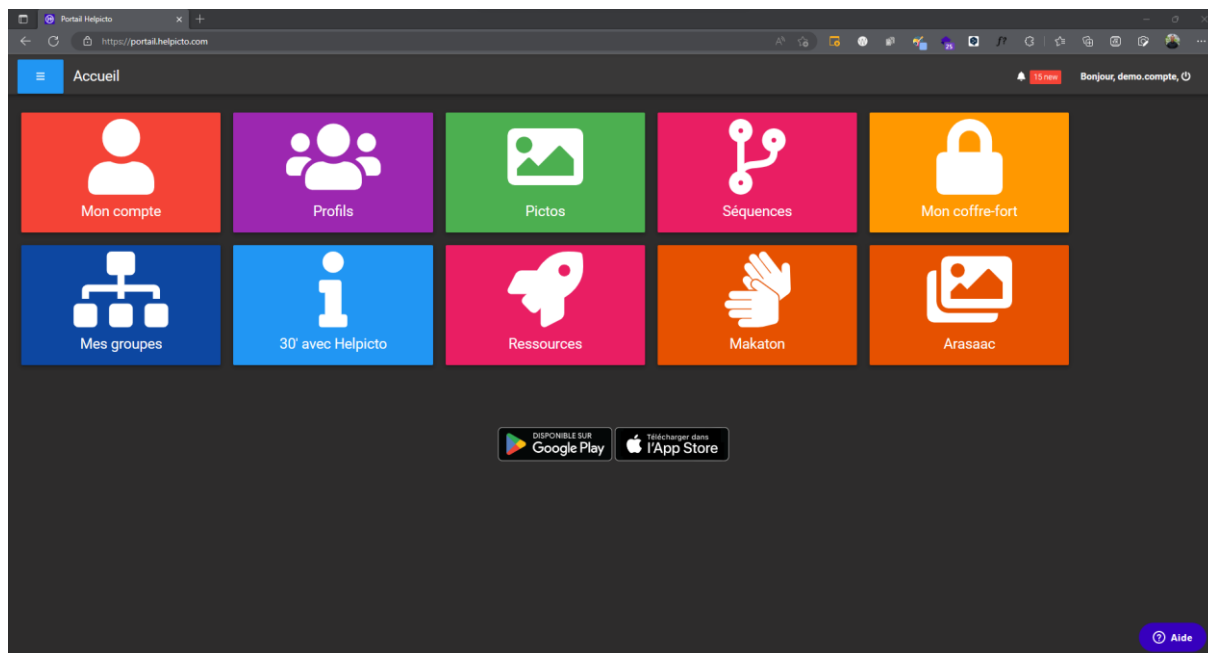 Portail Helpicto
https://portail.helpicto.com
25
Accueil
15 new
Bonjour, demo.compte,
Mon compte
Profils
Pictos
Séquences
Mon coffre-fort
Mes groupes
30' avec Helpicto
Ressources
Makaton
Arasaac
DISPONIBLE SUR
Google Play
Télécharger dans
l'App Store
Aide